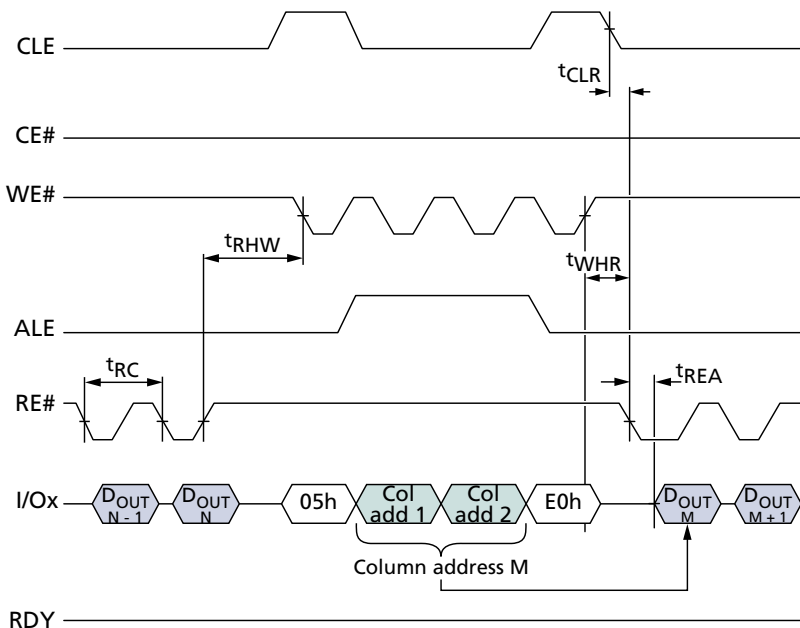 CLE
tCLR
CE#
WE#
tRHW
tWHR
ALE
tRC
tREA
RE#
I/Ox
DOUT
N - 1
DOUT
N
05h
Col
add 1
Col
add 2
E0h
DOUT
M
DOUT
M + 1
Column address M
RDY